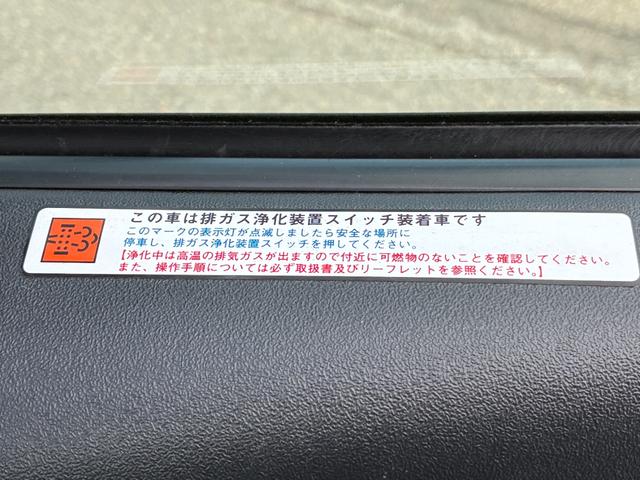 この車は排ガス浄化装置スイッチ装着車です
このマークの表示灯が点滅しましたら安全な場所に
停車し、排ガス浄化装置スイッチを押してください。
【浄化中は高温の排気ガスが出ますので付近に可燃物のないことを確認してください。
また、操作手順については必ず取扱書及びリーフレットを参照ください。】